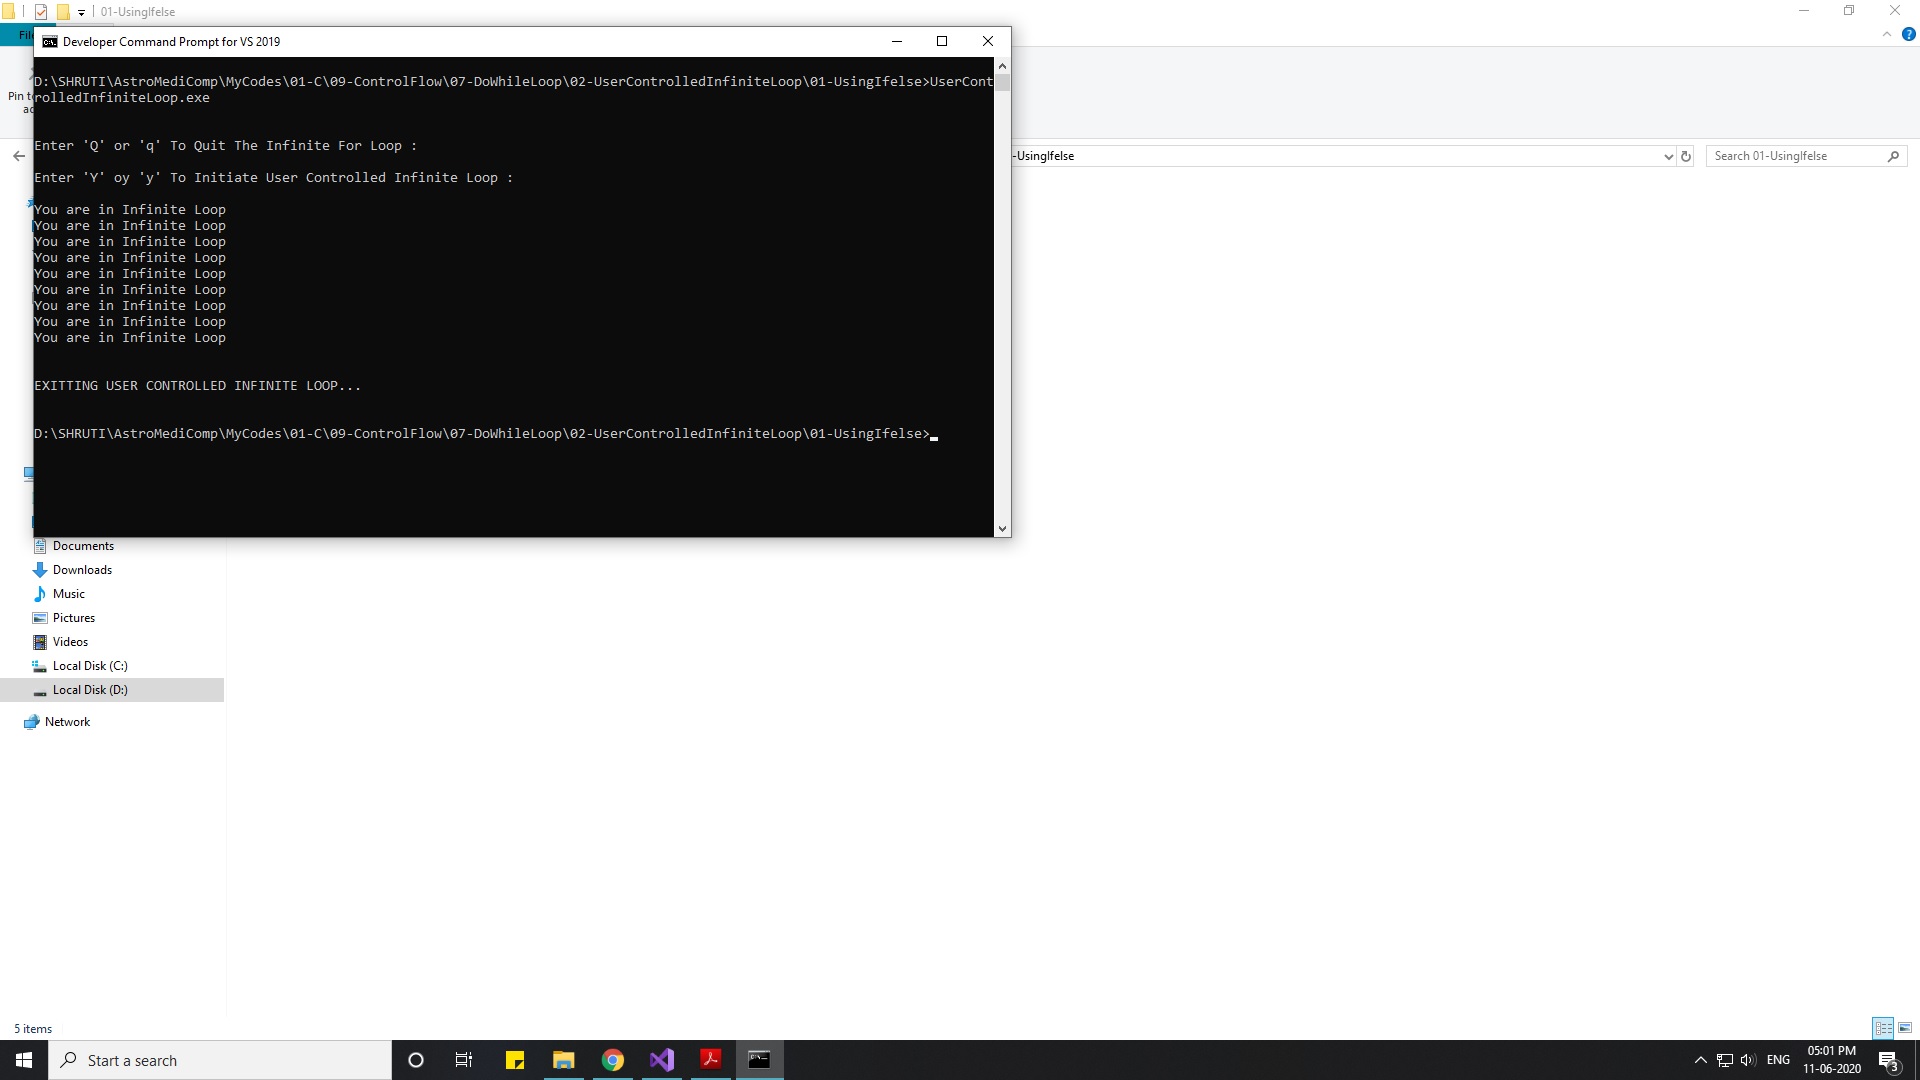 01-UsingIfelse
Developer Command Prompt for VS 2019
D:\SHRUTI\AstroMediComp\MyCodes\01-C\09-ControlFlow\07-DoWhileLoop\02-UserControlledInfiniteLoop\01-UsingIfelse>UserCont
rolledInfiniteLoop.exe
Enter 'Q' or 'q' To Quit The Infinite For Loop :
Enter 'Y' oy 'y' To Initiate User Controlled Infinite Loop :
You are in Infinite Loop
You are in Infinite Loop
You are in Infinite Loop
You are in Infinite Loop
You are in Infinite Loop
You are in Infinite Loop
You are in Infinite Loop
You are in Infinite Loop
You are in Infinite Loop
EXITTING USER CONTROLLED INFINITE LOOP...
D:\SHRUTI\AstroMediComp\MyCodes\01-C\09-ControlFlow\07-DoWhileLoop\02-UserControlledInfiniteLoop\01-UsingIfelse>
-UsingIfelse
Search 01-UsingIfelse
Documents
Downloads
Music
Pictures
Videos
Local Disk (C:)
Local Disk (D:)
Network
5 items
Start a search
ENG
05:01 PM
11-06-2020
3